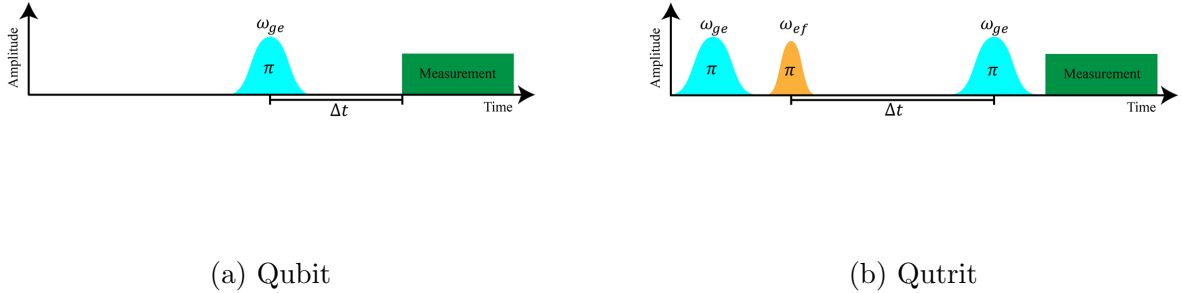 ω_ge
Amplitude
π
Measurement
Δt
Time
(a) Qubit
ω_ge
ω_ef
ω_ge
Amplitude
π
π
π
Measurement
Δt
Time
(b) Qutrit